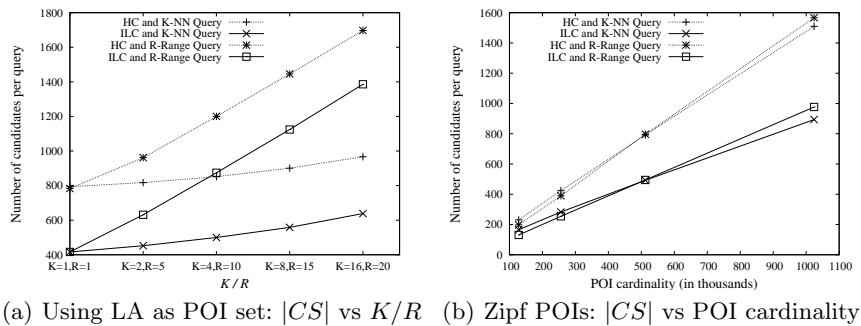 HC and K-NN Query
ILC and K-NN Query
HC and R-Range Query
ILC and R-Range Query
Number of candidates per query
1800
1600
1400
1200
1000
800
600
400
K=1,R=1 K=2,R=5 K=4,R=10 K=8,R=15 K=16,R=20
K / R
(a) Using LA as POI set: |CS| vs K/R
HC and K-NN Query
ILC and K-NN Query
HC and R-Range Query
ILC and R-Range Query
Number of candidates per query
1600
1400
1200
1000
800
600
400
200
0
100 200 300 400 500 600 700 800 900 1000 1100
POI cardinality (in thousands)
(b) Zipf POIs: |CS| vs POI cardinality